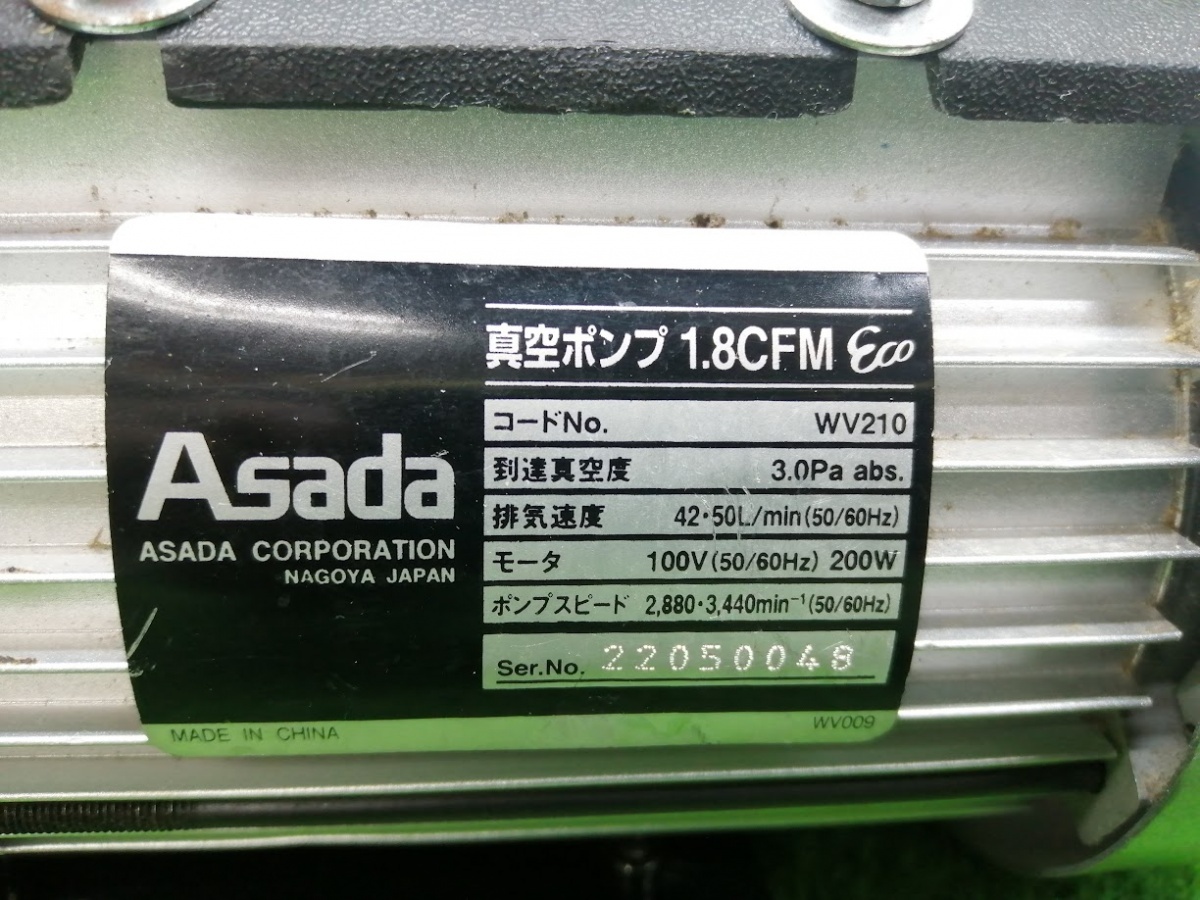 真空ポンプ 1.8CFM Eco
コードNo. WV210
到達真空度 3.0Pa abs.
排気速度 42・50L/min(50/60Hz)
モータ 100V(50/60Hz) 200W
ポンプスピード 2,880・3,440min⁻¹(50/60Hz)
Ser.No. 22050048
Asada
ASADA CORPORATION
NAGOYA JAPAN
MADE IN CHINA
WV009